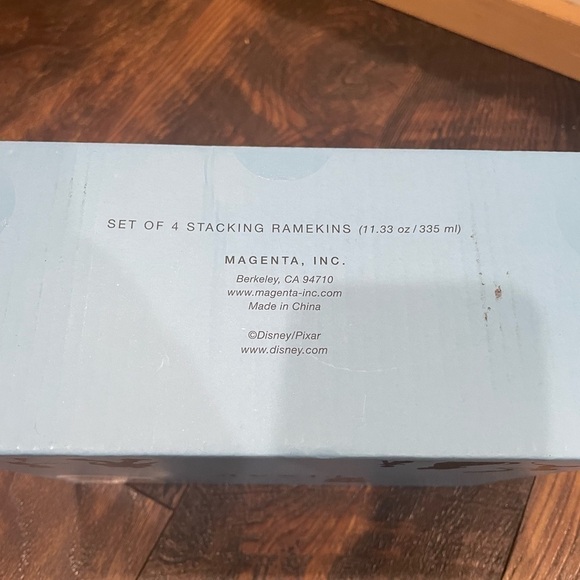 SET OF 4 STACKING RAMEKINS (11.33 oz / 335 ml)
MAGENTA, INC.
Berkeley, CA 94710
www.magenta-inc.com
Made in China
©Disney/Pixar
www.disney.com